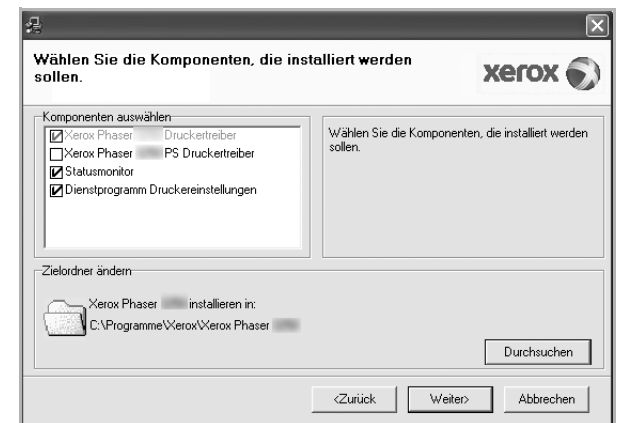 Wählen Sie die Komponenten, die installiert werden
sollen.
xerox
Komponenten auswählen
Xerox Phaser Druckertreiber
Xerox Phaser PS Druckertreiber
Statusmonitor
Dienstprogramm Druckereinstellungen
Wählen Sie die Komponenten, die installiert werden
sollen.
Zielordner ändern
Xerox Phaser installieren in:
C:\Programme\Xerox\Xerox Phaser
Durchsuchen
<Zurück
Weiter>
Abbrechen